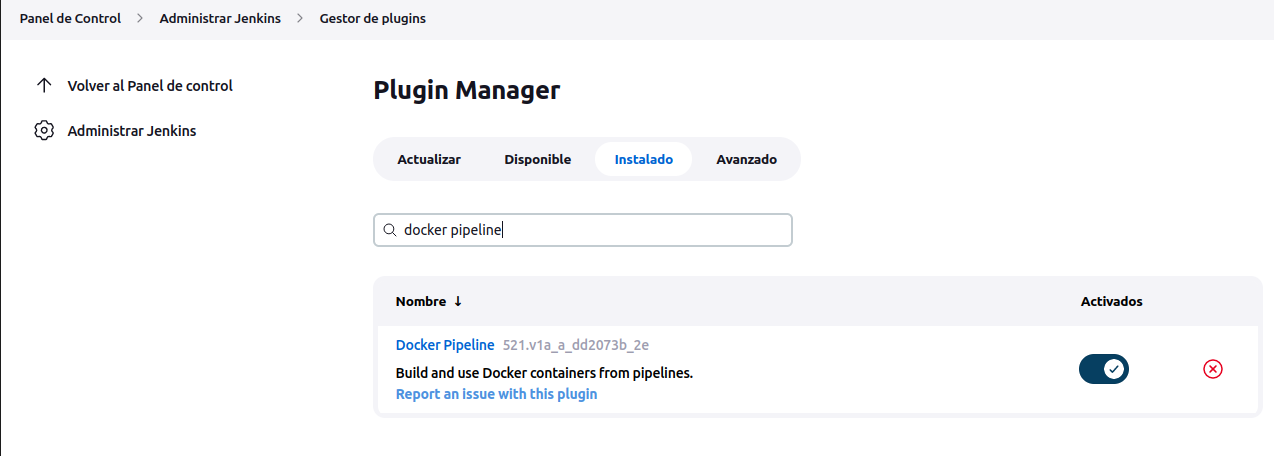 Panel de Control > Administrar Jenkins > Gestor de plugins
Volver al Panel de control
Administrar Jenkins
Plugin Manager
Actualizar Disponible Instalado Avanzado
docker pipeline
Nombre ↓ Activados
Docker Pipeline 521.v1a_a_dd2073b_2e
Build and use Docker containers from pipelines.
Report an issue with this plugin